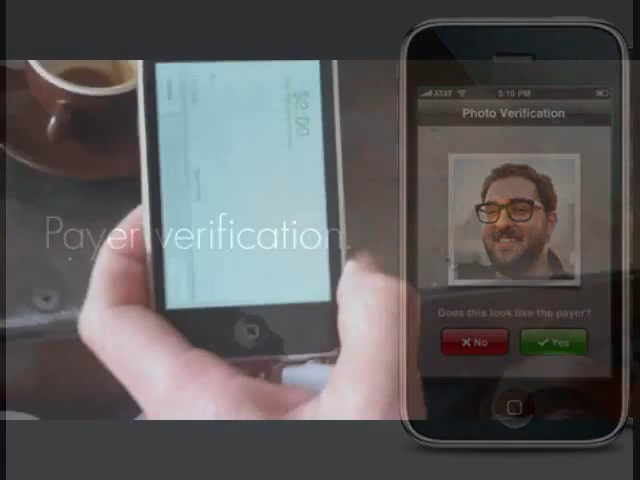 $0.00
Payer verification.
AT&T 5:10 PM
Photo Verification
Does this look like the payer?
No
Yes